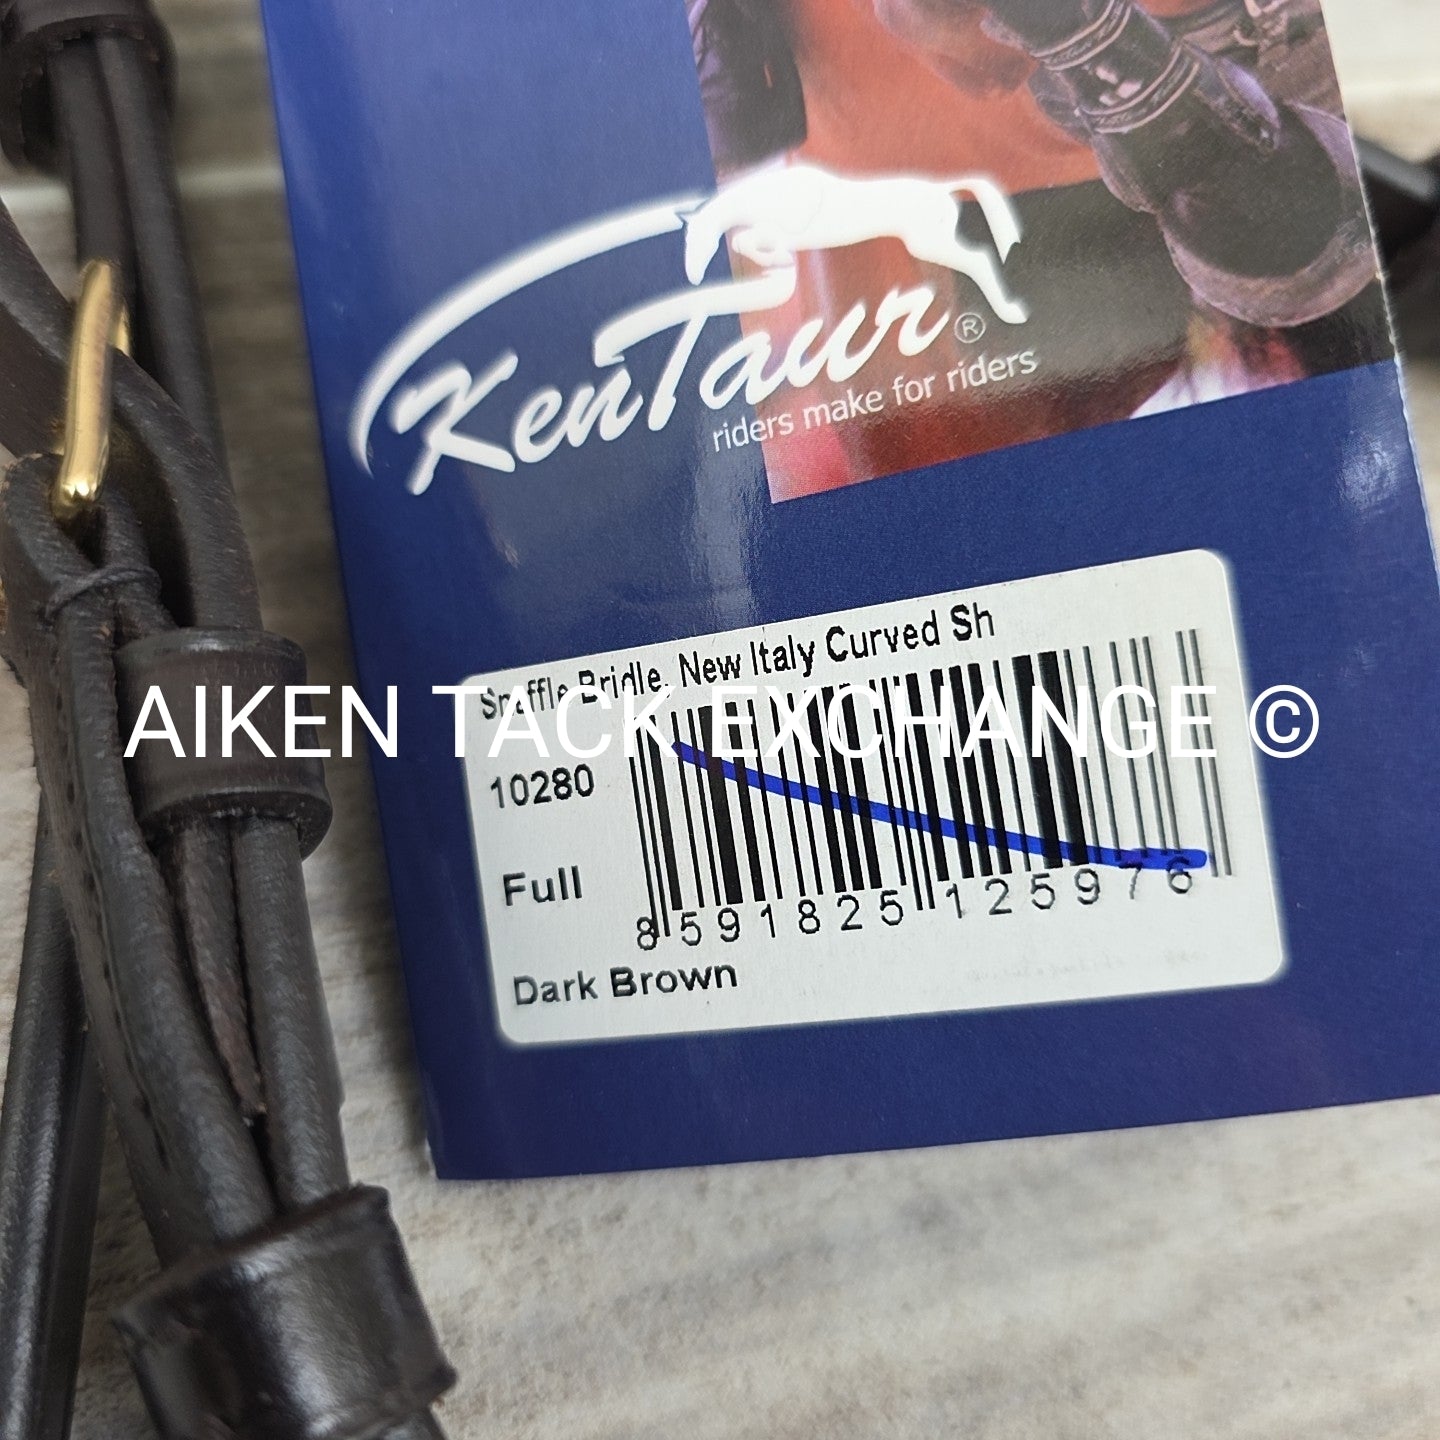 KenTaur®
riders make for riders
Snaffle Bridle, New Italy Curved Sh
AIKEN TACK EXCHANGE ©
10280
Full
8591825125976
Dark Brown